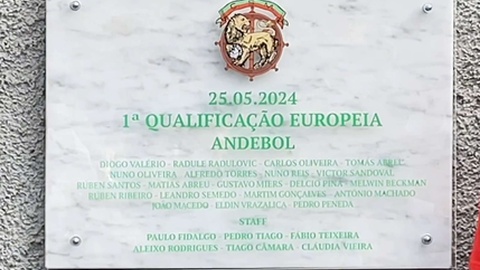 25.05.2024
1ª QUALIFICAÇÃO EUROPEIA
ANDEBOL
DIOGO VALÉRIO - RADULE RADULOVIC - CARLOS OLIVEIRA - TOMÁS ABREU
NUNO OLIVEIRA - ALFREDO TORRES - NUNO REIS - VICTOR SANDOVAL
RUBEN SANTOS - MATIAS ABREU - GUSTAVO MIERS - DÉLCIO PINA - MELWIN BECKMAN
RUBEN RIBEIRO - LEANDRO SEMEDO - MARTIM GONÇALVES - ANTÓNIO MACHADO
JOÃO MACEDO - ELDIN VRAZALICA - PEDRO PENEDA
STAFF
PAULO FIDALGO - PEDRO TIAGO - FÁBIO TEIXEIRA
ALEIXO RODRIGUES - TIAGO CÂMARA - CLÁUDIA VIEIRA